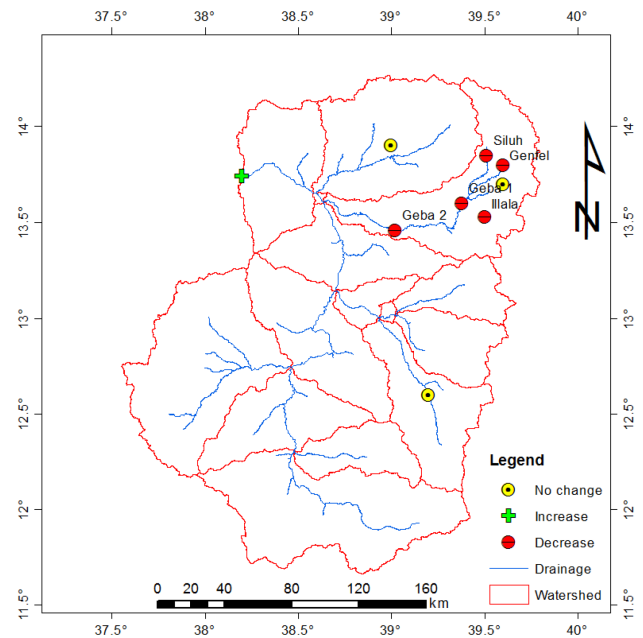 37.5° 38° 38.5° 39° 39.5° 40°
14° 14°
Siluh
Genfel
Geba 1
Illala
Geba 2
13.5° 13.5°
13° 13°
12.5° 12.5°
Legend
No change
12° 12°
Increase
Decrease
Drainage
Watershed
0 20 40 80 120 160
km
11.5° 11.5°
37.5° 38° 38.5° 39° 39.5° 40°
N